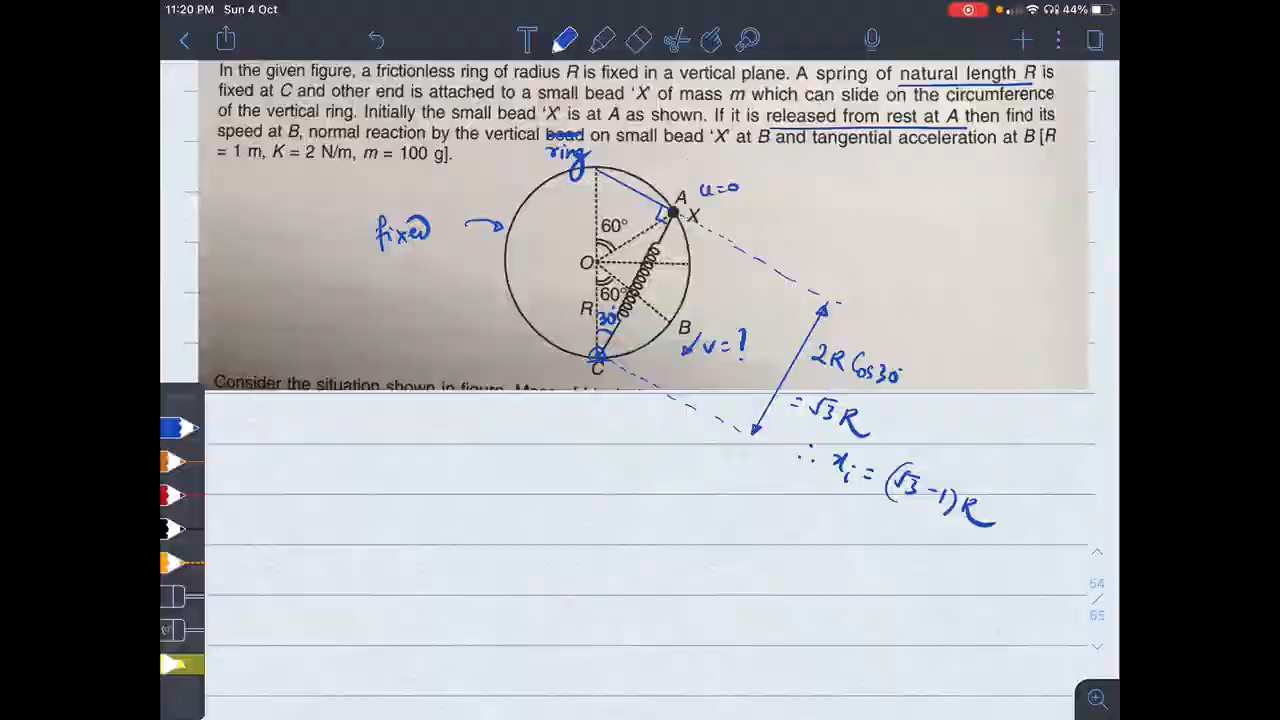 11:20 PM Sun 4 Oct
44%
In the given figure, a frictionless ring of radius R is fixed in a vertical plane. A spring of natural length R is
fixed at C and other end is attached to a small bead ‘X’ of mass m which can slide on the circumference
of the vertical ring. Initially the small bead ‘X’ is at A as shown. If it is released from rest at A then find its
speed at B, normal reaction by the vertical bead on small bead ‘X’ at B and tangential acceleration at B [R
= 1 m, K = 2 N/m, m = 100 g].
ring
A u=0
X
60°
fixed
O
60°
R
30°
B
v=?
C
2R Cos30°
= √3 R
∴ xi = (√3 -1)R
Consider the situation shown in figure.
54
/
65